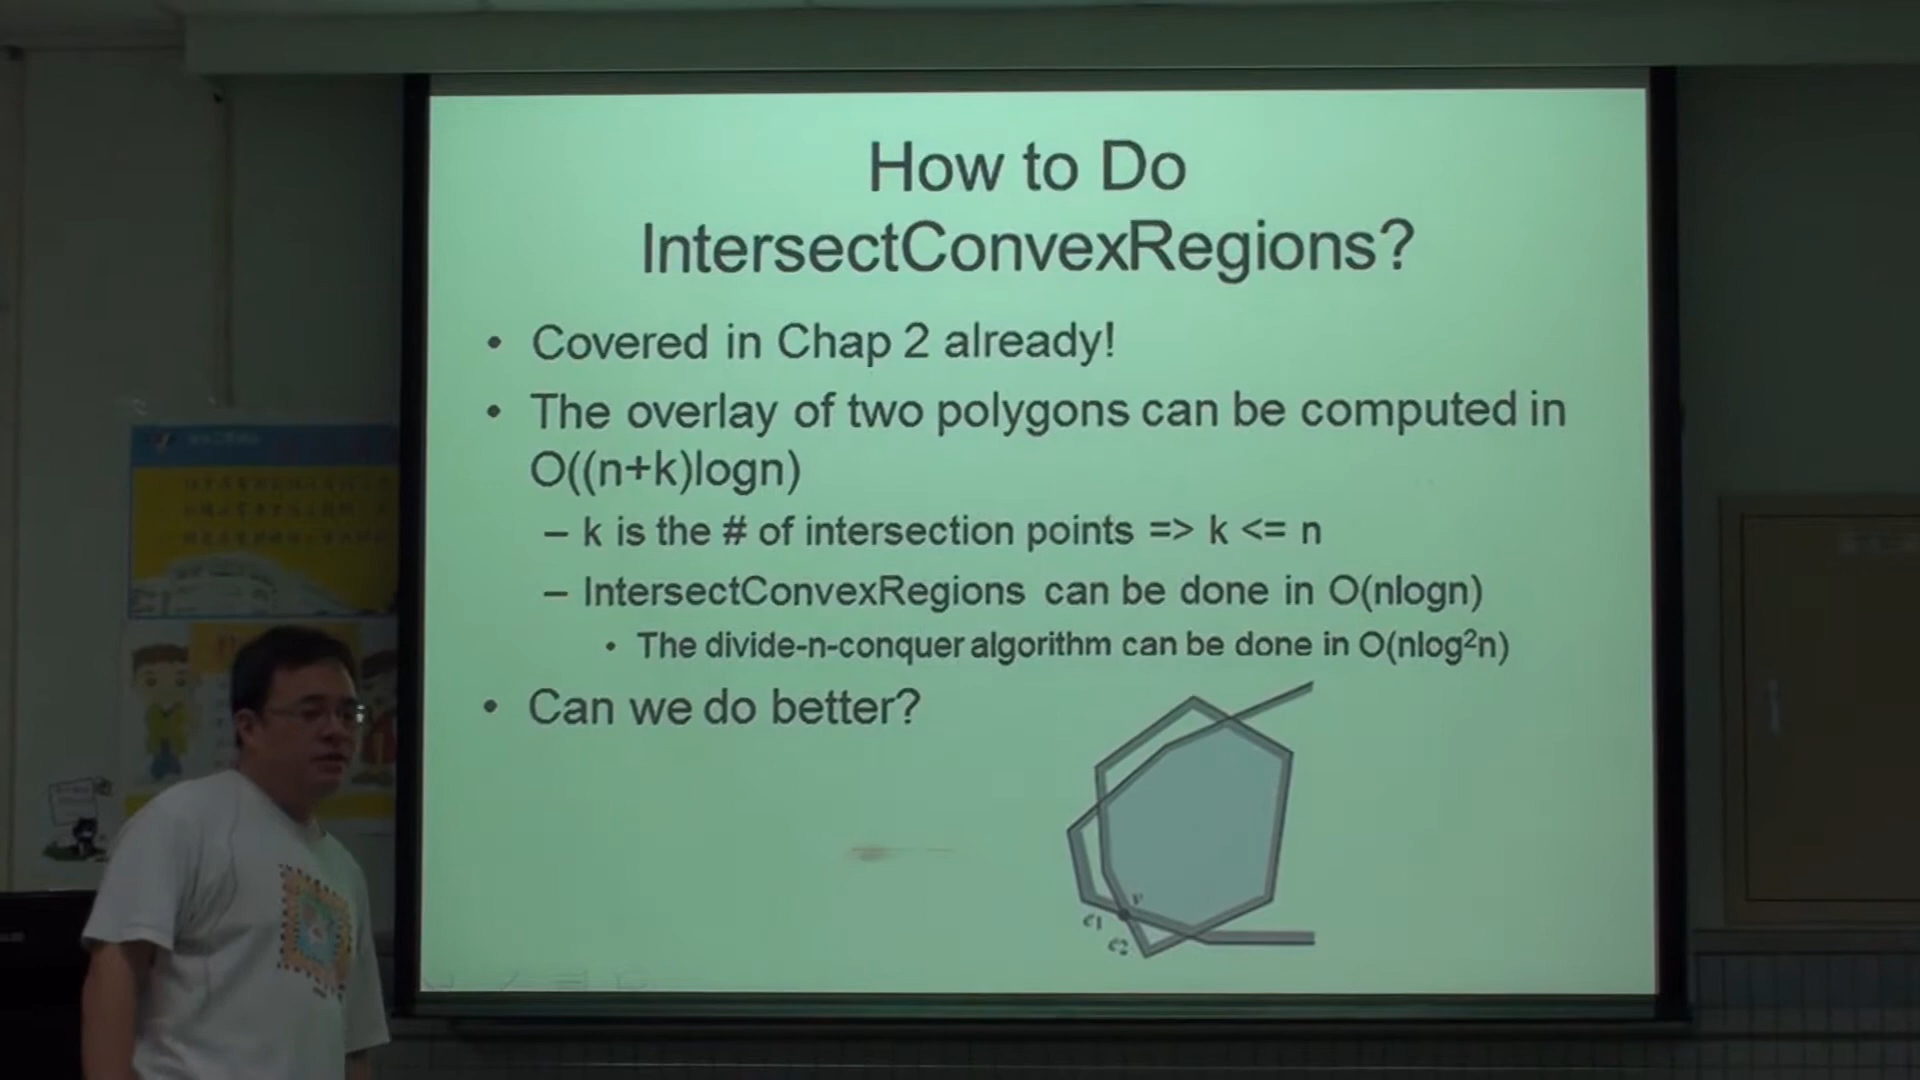 How to Do
IntersectConvexRegions?
• Covered in Chap 2 already!
• The overlay of two polygons can be computed in
O((n+k)logn)
– k is the # of intersection points => k <= n
– IntersectConvexRegions can be done in O(nlogn)
• The divide-n-conquer algorithm can be done in O(nlog²n)
• Can we do better?
v
e₁
e₂